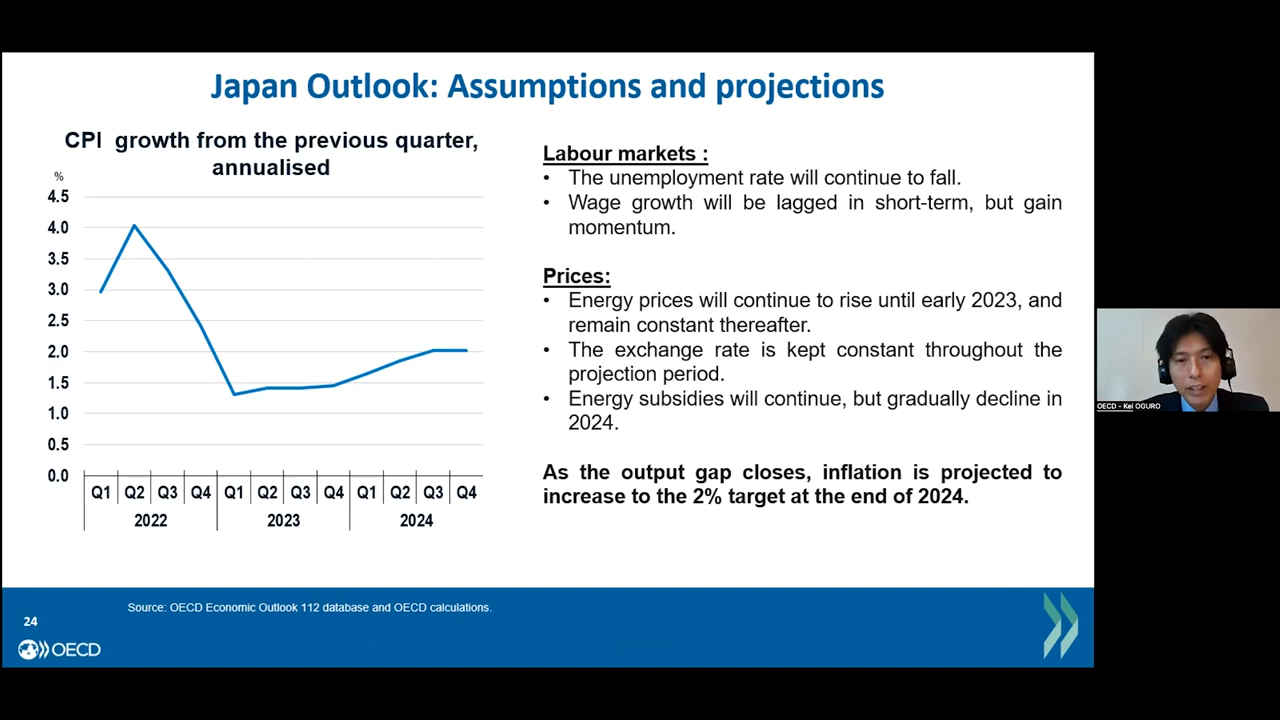 Japan Outlook: Assumptions and projections
CPI growth from the previous quarter,
annualised
%
4.5
4.0
3.5
3.0
2.5
2.0
1.5
1.0
0.5
0.0
Q1 Q2 Q3 Q4 Q1 Q2 Q3 Q4 Q1 Q2 Q3 Q4
2022 2023 2024
Labour markets :
• The unemployment rate will continue to fall.
• Wage growth will be lagged in short-term, but gain
momentum.
Prices:
• Energy prices will continue to rise until early 2023, and
remain constant thereafter.
• The exchange rate is kept constant throughout the
projection period.
• Energy subsidies will continue, but gradually decline in
2024.
As the output gap closes, inflation is projected to
increase to the 2% target at the end of 2024.
OECD - Kei OGURO
Source: OECD Economic Outlook 112 database and OECD calculations.
24
OECD